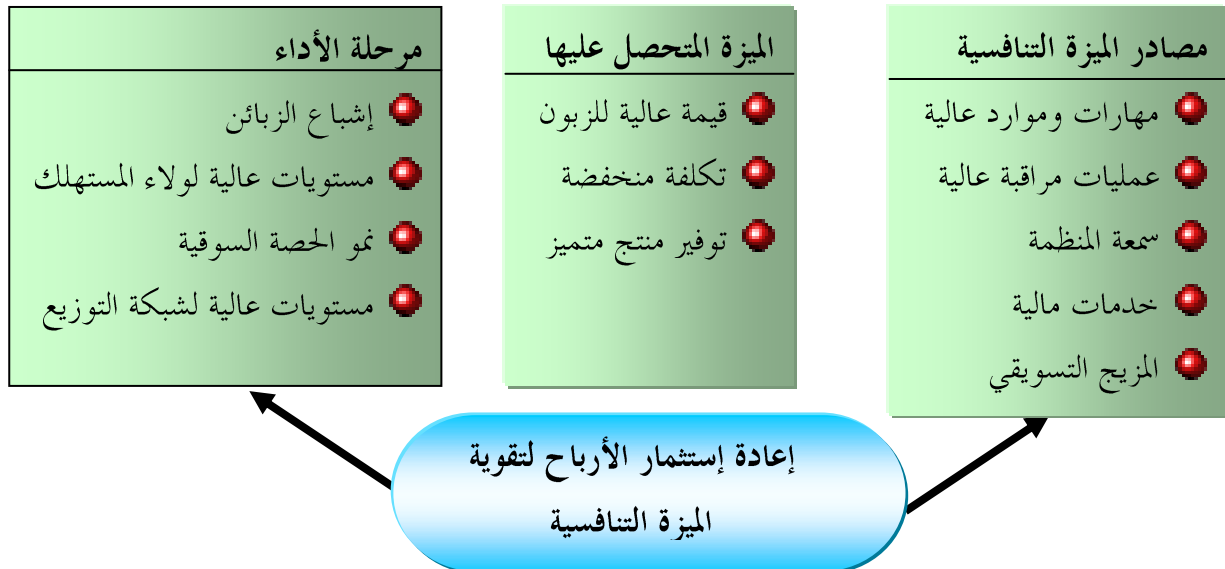 مصادر الميزة التنافسية
مهارات وموارد عالية
عمليات مراقبة عالية
سمعة المنظمة
خدمات مالية
المزيج التسويقي
الميزة المتحصل عليها
قيمة عالية للزبون
تكلفة منخفضة
توفير منتج متميز
مرحلة الأداء
إشباع الزبائن
مستويات عالية لولاء المستهلك
نمو الحصة السوقية
مستويات عالية لشبكة التوزيع
إعادة إستثمار الأرباح لتقوية
الميزة التنافسية